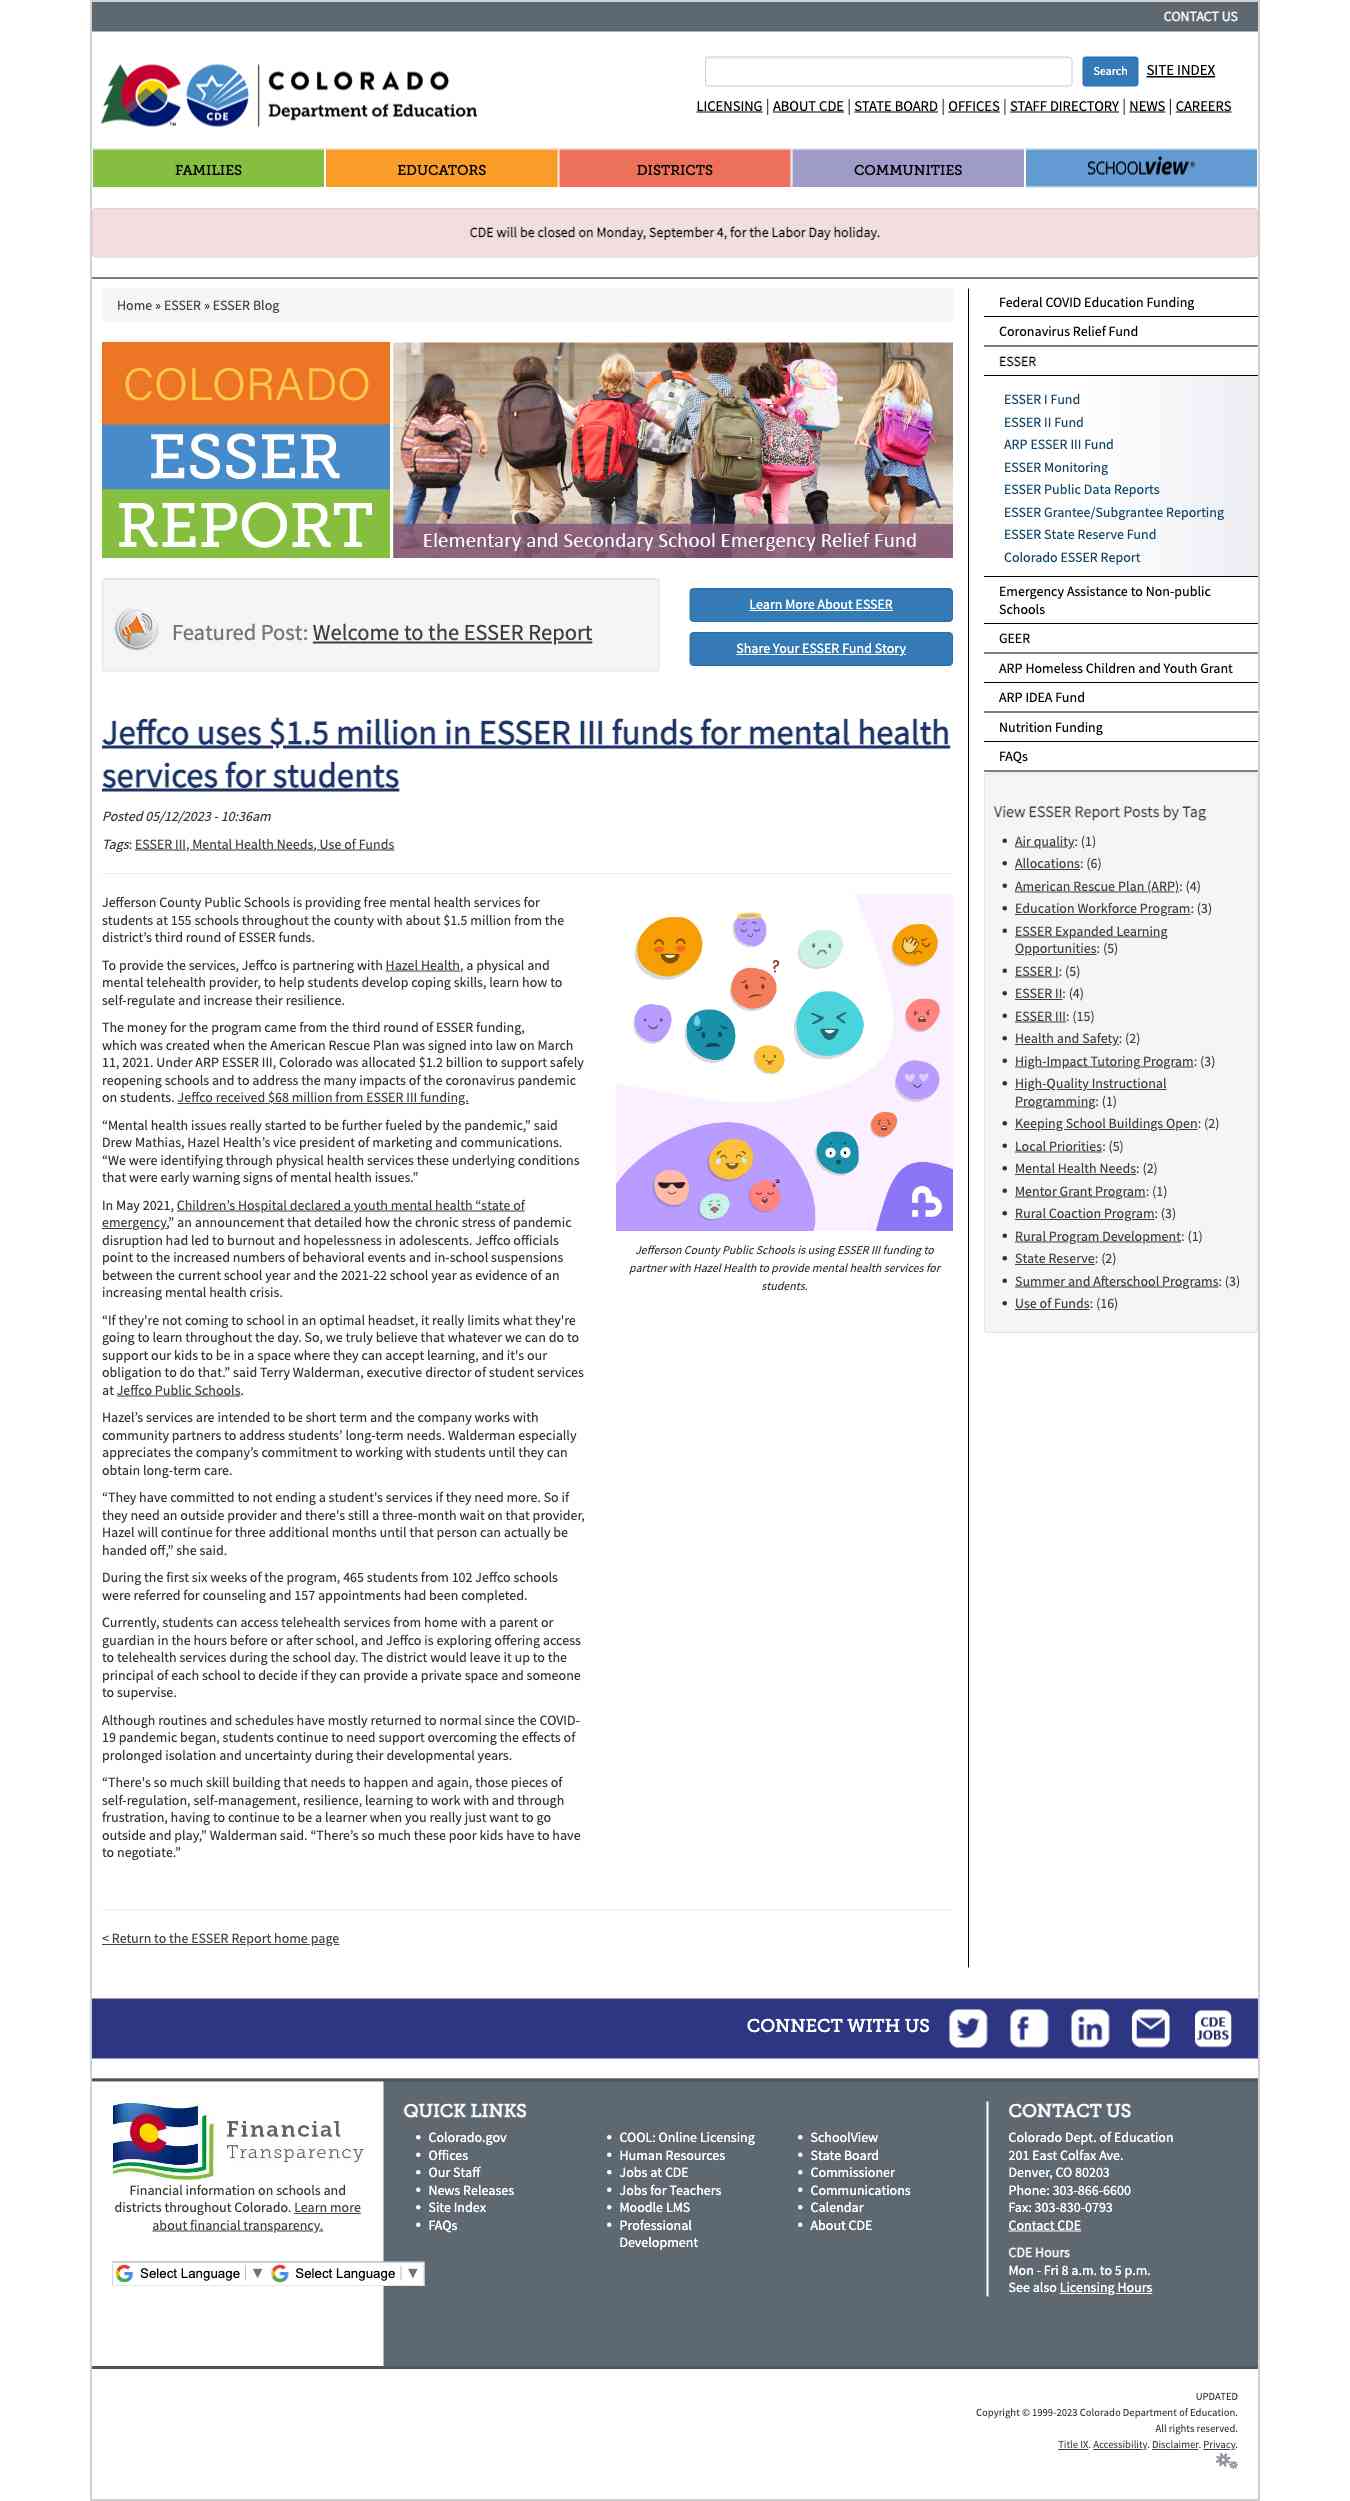 CONTACT US
CDE
COLORADO
Department of Education
Search
SITE INDEX
LICENSING | ABOUT CDE | STATE BOARD | OFFICES | STAFF DIRECTORY | NEWS | CAREERS
FAMILIES
EDUCATORS
DISTRICTS
COMMUNITIES
SCHOOLview®
CDE will be closed on Monday, September 4, for the Labor Day holiday.
Home » ESSER » ESSER Blog
COLORADO
ESSER
REPORT
Elementary and Secondary School Emergency Relief Fund
Featured Post: Welcome to the ESSER Report
Learn More About ESSER
Share Your ESSER Fund Story
Jeffco uses $1.5 million in ESSER III funds for mental health
services for students
Posted 05/12/2023 - 10:36am
Tags: ESSER III, Mental Health Needs, Use of Funds
Jefferson County Public Schools is providing free mental health services for
students at 155 schools throughout the county with about $1.5 million from the
district's third round of ESSER funds.
To provide the services, Jeffco is partnering with Hazel Health, a physical and
mental telehealth provider, to help students develop coping skills, learn how to
self-regulate and increase their resilience.
The money for the program came from the third round of ESSER funding,
which was created when the American Rescue Plan was signed into law on March
11, 2021. Under ARP ESSER III, Colorado was allocated $1.2 billion to support safely
reopening schools and to address the many impacts of the coronavirus pandemic
on students. Jeffco received $68 million from ESSER III funding.
“Mental health issues really started to be further fueled by the pandemic,” said
Drew Mathias, Hazel Health’s vice president of marketing and communications.
“We were identifying through physical health services these underlying conditions
that were early warning signs of mental health issues."
In May 2021, Children’s Hospital declared a youth mental health “state of
emergency,” an announcement that detailed how the chronic stress of pandemic
disruption had led to burnout and hopelessness in adolescents. Jeffco officials
point to the increased numbers of behavioral events and in-school suspensions
between the current school year and the 2021-22 school year as evidence of an
increasing mental health crisis.
“If they're not coming to school in an optimal headset, it really limits what they're
going to learn throughout the day. So, we truly believe that whatever we can do to
support our kids to be in a space where they can accept learning, and it's our
obligation to do that.” said Terry Walderman, executive director of student services
at Jeffco Public Schools.
Hazel’s services are intended to be short term and the company works with
community partners to address students’ long-term needs. Walderman especially
appreciates the company’s commitment to working with students until they can
obtain long-term care.
“They have committed to not ending a student's services if they need more. So if
they need an outside provider and there's still a three-month wait on that provider,
Hazel will continue for three additional months until that person can actually be
handed off,” she said.
During the first six weeks of the program, 465 students from 102 Jeffco schools
were referred for counseling and 157 appointments had been completed.
Currently, students can access telehealth services from home with a parent or
guardian in the hours before or after school, and Jeffco is exploring offering access
to telehealth services during the school day. The district would leave it up to the
principal of each school to decide if they can provide a private space and someone
to supervise.
Although routines and schedules have mostly returned to normal since the COVID-
19 pandemic began, students continue to need support overcoming the effects of
prolonged isolation and uncertainty during their developmental years.
“There's so much skill building that needs to happen and again, those pieces of
self-regulation, self-management, resilience, learning to work with and through
frustration, having to continue to be a learner when you really just want to go
outside and play,” Walderman said. “There’s so much these poor kids have to have
to negotiate.”
?
Jefferson County Public Schools is using ESSER III funding to
partner with Hazel Health to provide mental health services for
students.
< Return to the ESSER Report home page
Federal COVID Education Funding
Coronavirus Relief Fund
ESSER
ESSER I Fund
ESSER II Fund
ARP ESSER III Fund
ESSER Monitoring
ESSER Public Data Reports
ESSER Grantee/Subgrantee Reporting
ESSER State Reserve Fund
Colorado ESSER Report
Emergency Assistance to Non-public
Schools
GEER
ARP Homeless Children and Youth Grant
ARP IDEA Fund
Nutrition Funding
FAQs
View ESSER Report Posts by Tag
Air quality: (1)
Allocations: (6)
American Rescue Plan (ARP): (4)
Education Workforce Program: (3)
ESSER Expanded Learning
Opportunities: (5)
ESSER I: (5)
ESSER II: (4)
ESSER III: (15)
Health and Safety: (2)
High-Impact Tutoring Program: (3)
High-Quality Instructional
Programming: (1)
Keeping School Buildings Open: (2)
Local Priorities: (5)
Mental Health Needs: (2)
Mentor Grant Program: (1)
Rural Coaction Program: (3)
Rural Program Development: (1)
State Reserve: (2)
Summer and Afterschool Programs: (3)
Use of Funds: (16)
CONNECT WITH US
CDE
JOBS
Financial
Transparency
Financial information on schools and
districts throughout Colorado. Learn more
about financial transparency.
Select Language ▼
Select Language ▼
QUICK LINKS
Colorado.gov
Offices
Our Staff
News Releases
Site Index
FAQs
COOL: Online Licensing
Human Resources
Jobs at CDE
Jobs for Teachers
Moodle LMS
Professional
Development
SchoolView
State Board
Commissioner
Communications
Calendar
About CDE
CONTACT US
Colorado Dept. of Education
201 East Colfax Ave.
Denver, CO 80203
Phone: 303-866-6600
Fax: 303-830-0793
Contact CDE
CDE Hours
Mon - Fri 8 a.m. to 5 p.m.
See also Licensing Hours
UPDATED
Copyright © 1999-2023 Colorado Department of Education.
All rights reserved.
Title IX. Accessibility. Disclaimer. Privacy.